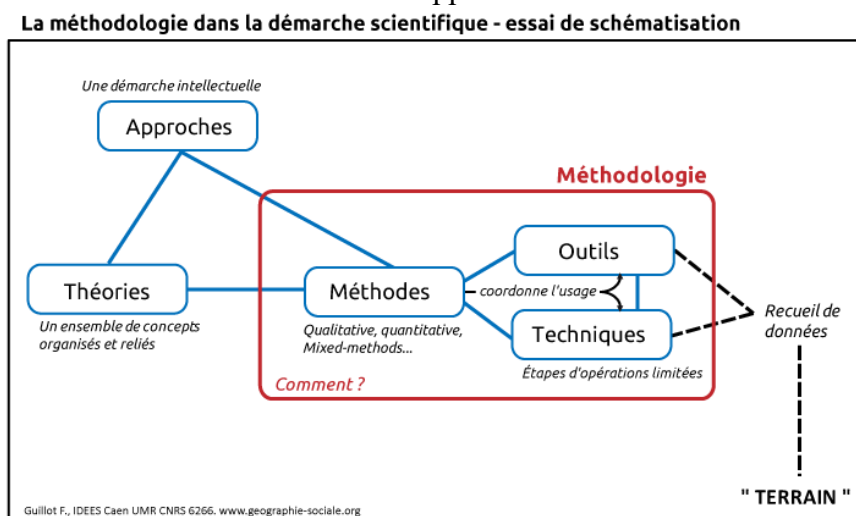 La méthodologie dans la démarche scientifique - essai de schématisation
Une démarche intellectuelle
Approches
Méthodologie
Outils
Théories
Méthodes
coordonne l'usage
Techniques
Recueil de
données
Un ensemble de concepts
organisés et reliés
Qualitative, quantitative,
Mixed-methods...
Étapes d'opérations limitées
Comment ?
" TERRAIN "
Guillot F., IDEES Caen UMR CNRS 6266. www.geographie-sociale.org